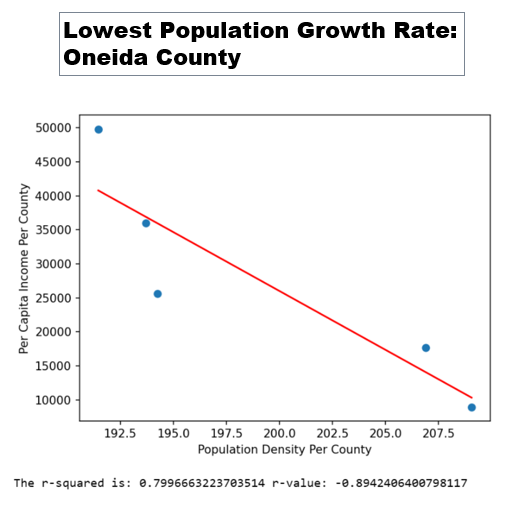 Lowest Population Growth Rate:
Oneida County
50000
45000
40000
35000
30000
25000
20000
15000
10000
Per Capita Income Per County
192.5 195.0 197.5 200.0 202.5 205.0 207.5
Population Density Per County
The r-squared is: 0.7996663223703514 r-value: -0.8942406400798117